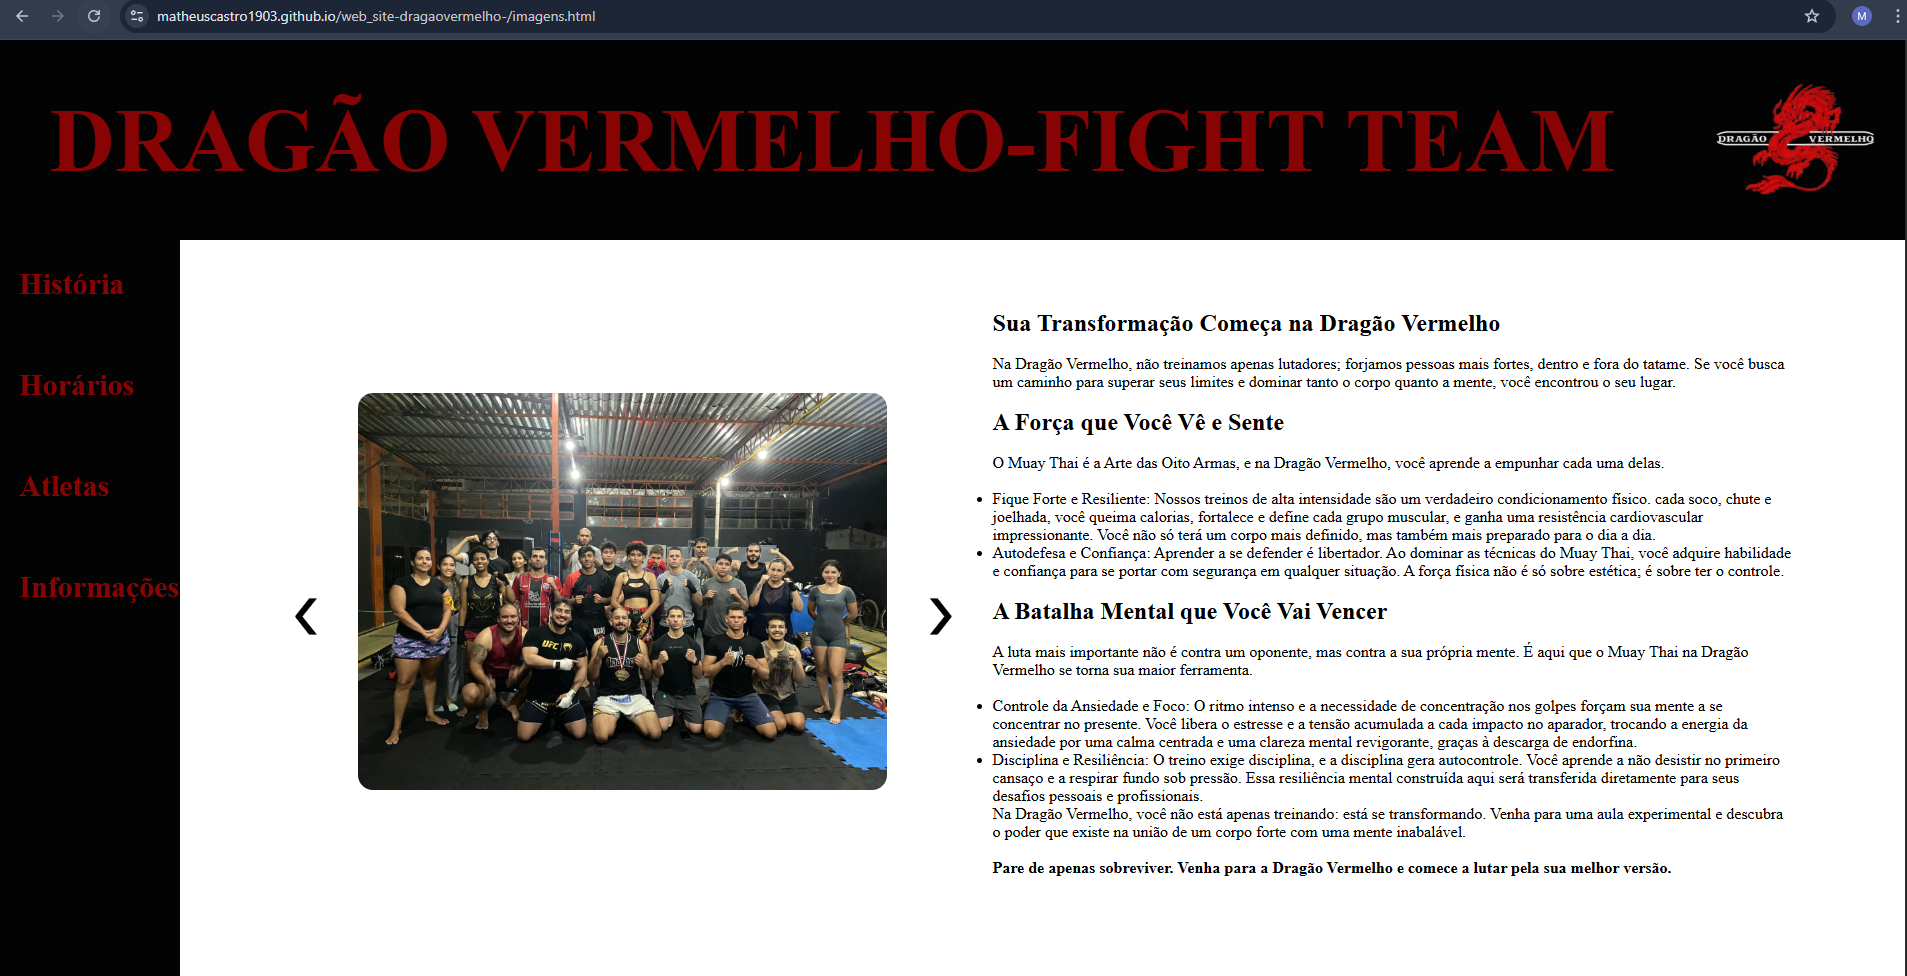 matheuscastro1903.github.io/web_site-dragaovermelho-/imagens.html
M
DRAGÃO VERMELHO-FIGHT TEAM
DRAGÃO VERMELHO
História
Horários
Atletas
Informações
❮
❯
UFC
Sua Transformação Começa na Dragão Vermelho
Na Dragão Vermelho, não treinamos apenas lutadores; forjamos pessoas mais fortes, dentro e fora do tatame. Se você busca
um caminho para superar seus limites e dominar tanto o corpo quanto a mente, você encontrou o seu lugar.
A Força que Você Vê e Sente
O Muay Thai é a Arte das Oito Armas, e na Dragão Vermelho, você aprende a empunhar cada uma delas.
• Fique Forte e Resiliente: Nossos treinos de alta intensidade são um verdadeiro condicionamento físico. cada soco, chute e
joelhada, você queima calorias, fortalece e define cada grupo muscular, e ganha uma resistência cardiovascular
impressionante. Você não só terá um corpo mais definido, mas também mais preparado para o dia a dia.
• Autodefesa e Confiança: Aprender a se defender é libertador. Ao dominar as técnicas do Muay Thai, você adquire habilidade
e confiança para se portar com segurança em qualquer situação. A força física não é só sobre estética; é sobre ter o controle.
A Batalha Mental que Você Vai Vencer
A luta mais importante não é contra um oponente, mas contra a sua própria mente. É aqui que o Muay Thai na Dragão
Vermelho se torna sua maior ferramenta.
• Controle da Ansiedade e Foco: O ritmo intenso e a necessidade de concentração nos golpes forçam sua mente a se
concentrar no presente. Você libera o estresse e a tensão acumulada a cada impacto no aparador, trocando a energia da
ansiedade por uma calma centrada e uma clareza mental revigorante, graças à descarga de endorfina.
• Disciplina e Resiliência: O treino exige disciplina, e a disciplina gera autocontrole. Você aprende a não desistir no primeiro
cansaço e a respirar fundo sob pressão. Essa resiliência mental construída aqui será transferida diretamente para seus
desafios pessoais e profissionais.
Na Dragão Vermelho, você não está apenas treinando: está se transformando. Venha para uma aula experimental e descubra
o poder que existe na união de um corpo forte com uma mente inabalável.
Pare de apenas sobreviver. Venha para a Dragão Vermelho e comece a lutar pela sua melhor versão.